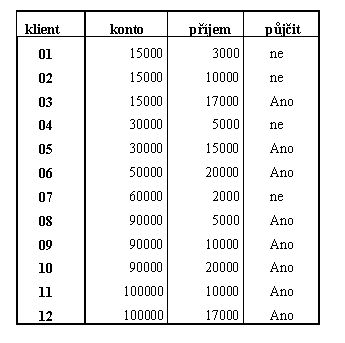 klient konto příjem půjčit
01 15000 3000 ne
02 15000 10000 ne
03 15000 17000 Ano
04 30000 5000 ne
05 30000 15000 Ano
06 50000 20000 Ano
07 60000 2000 ne
08 90000 5000 Ano
09 90000 10000 Ano
10 90000 20000 Ano
11 100000 10000 Ano
12 100000 17000 Ano